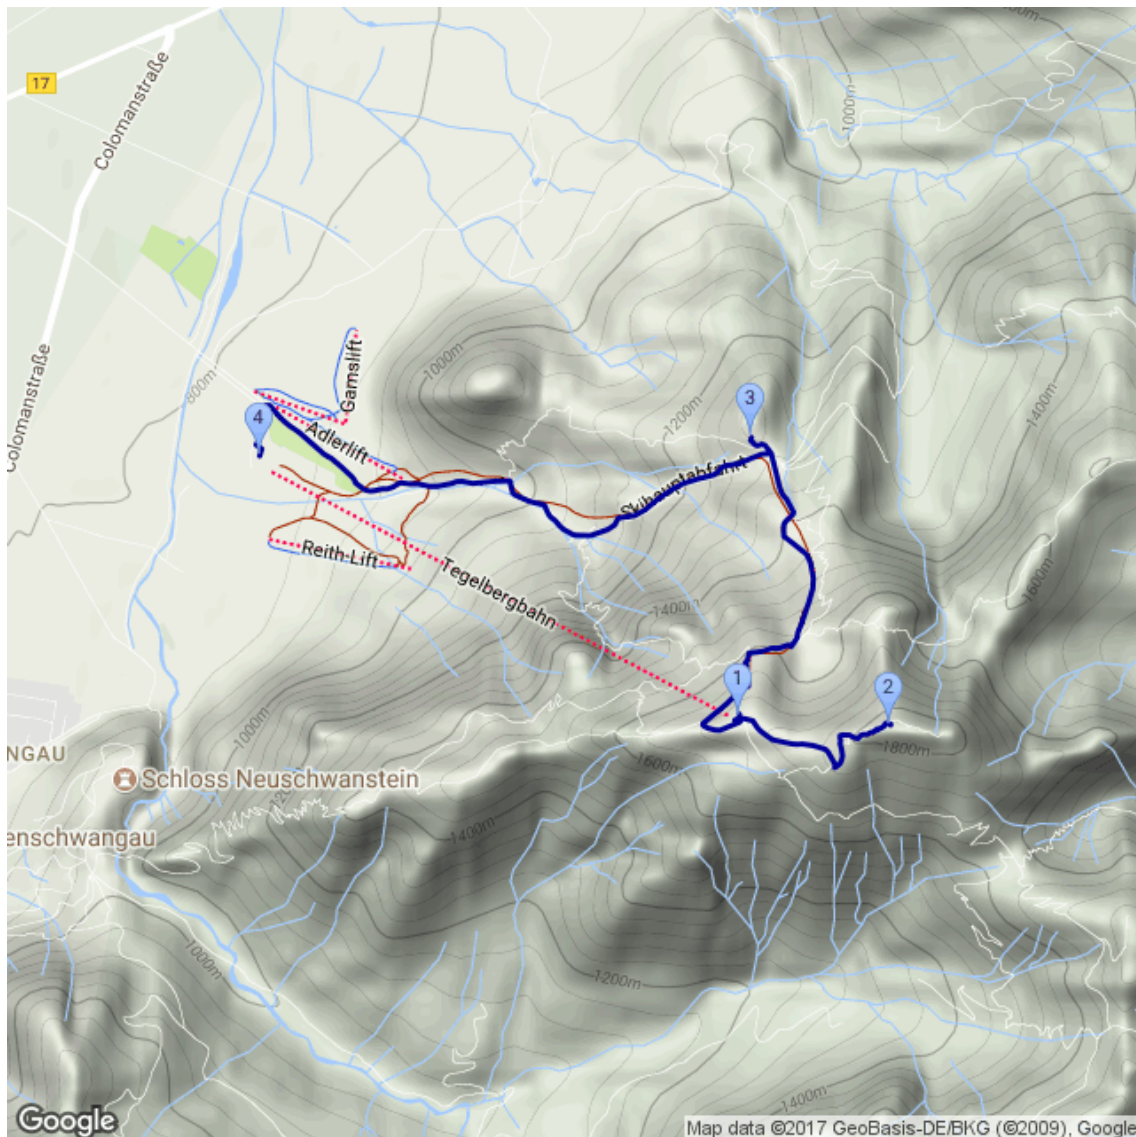 1000m
17
Colomanstraße
1000m
800m
Gamslift
1000m
Colomanstraße
3
1200m
1400m
4
Adlerlift
Skihauptabfahrt
Reith-Lift
Tegelbergbahn
1600m
1400m
1
2
1000m
1800m
NGAU
1600m
Schloss Neuschwanstein
1400m
enschwangau
1000m
1200m
1400m
Google
Map data ©2017 GeoBasis-DE/BKG (©2009), Google